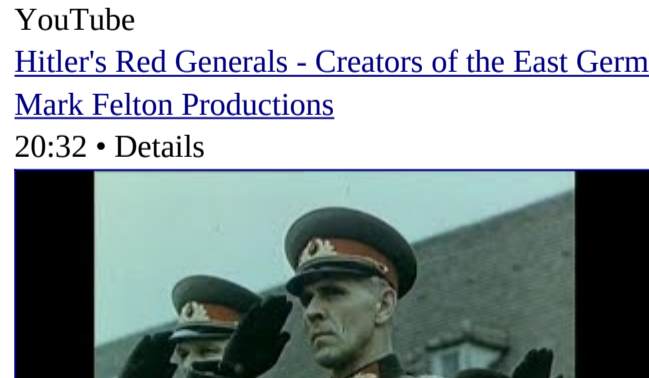 YouTube
Hitler's Red Generals - Creators of the East Germ
Mark Felton Productions
20:32 • Details